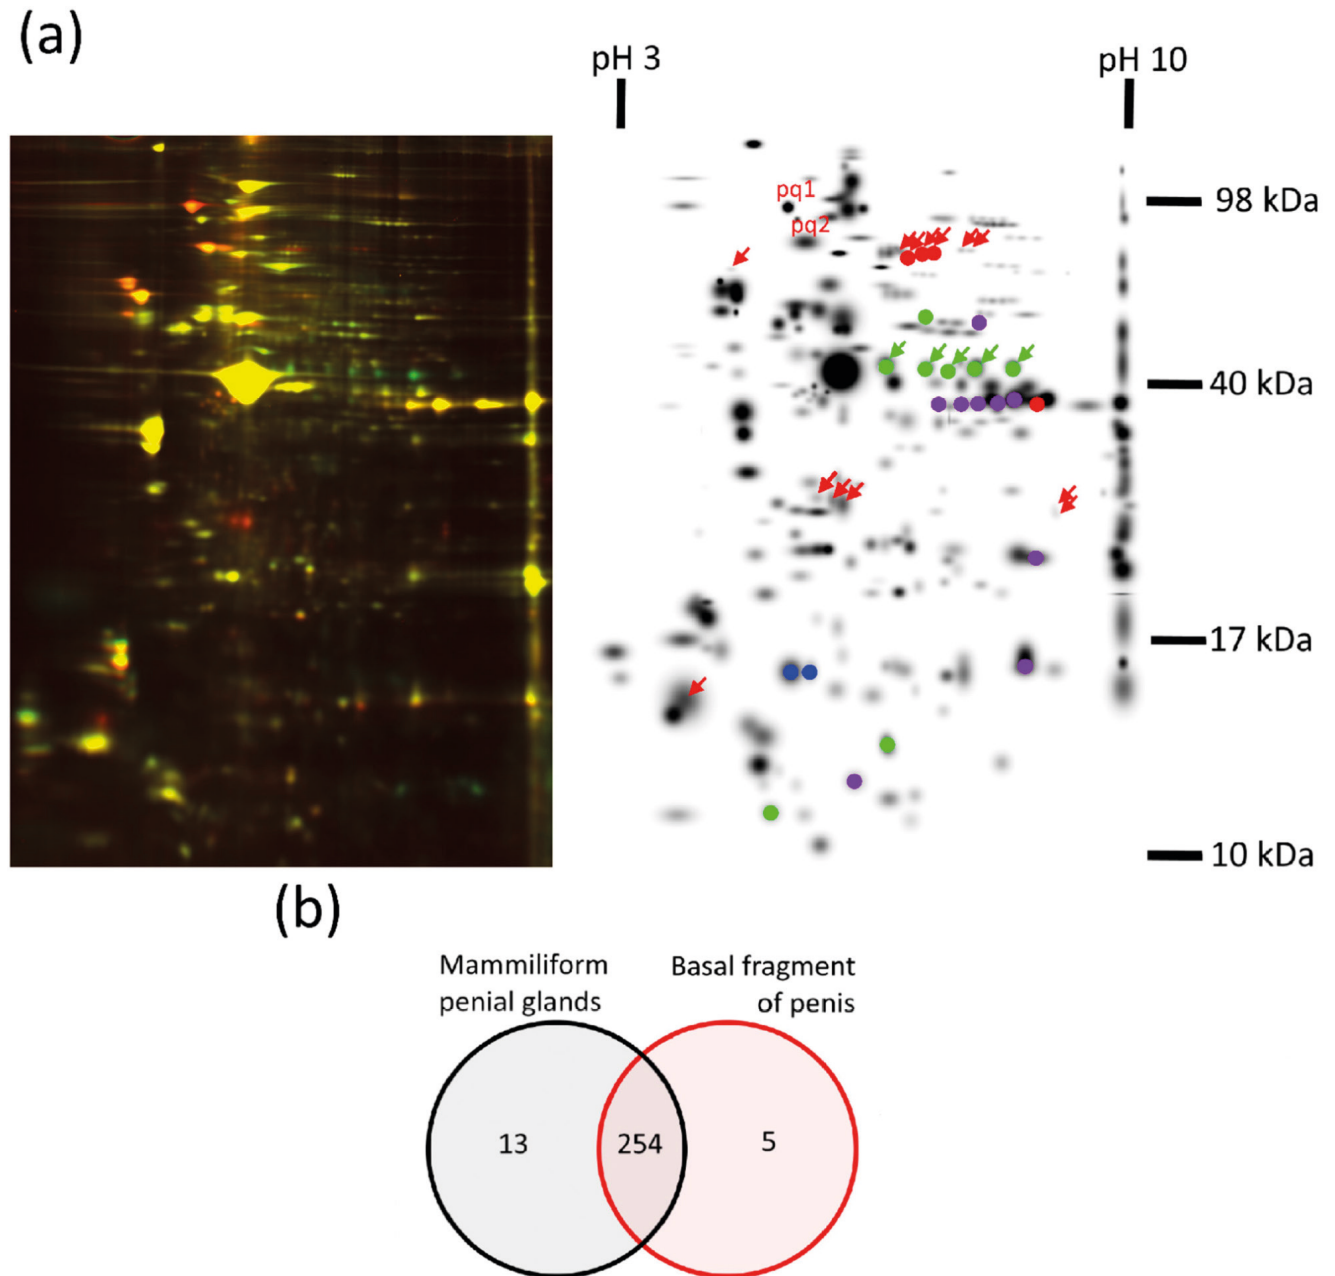 (a)
pH 3
pH 10
pq1
98 kDa
pq2
40 kDa
17 kDa
10 kDa
(b)
Mammiliform
penial glands
Basal fragment
of penis
13
254
5